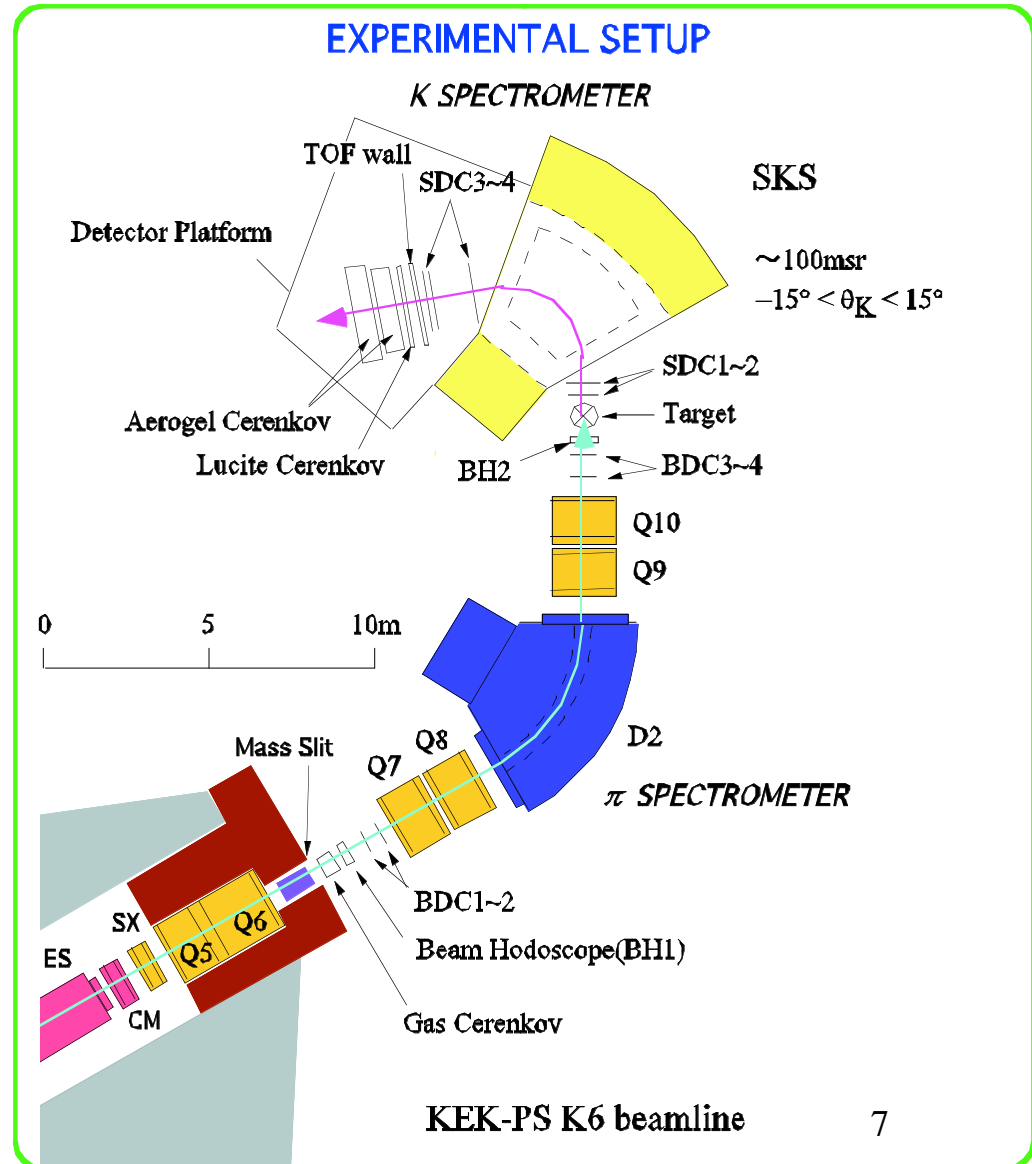 EXPERIMENTAL SETUP
K SPECTROMETER
TOF wall
SDC3~4
SKS
Detector Platform
~100msr
−15° < θK < 15°
SDC1~2
Target
Aerogel Cerenkov
Lucite Cerenkov
BH2
BDC3~4
Q10
Q9
0 5 10m
Mass Slit
Q8
Q7
D2
π SPECTROMETER
BDC1~2
SX
Q6
Q5
Beam Hodoscope(BH1)
ES
CM
Gas Cerenkov
KEK-PS K6 beamline
7